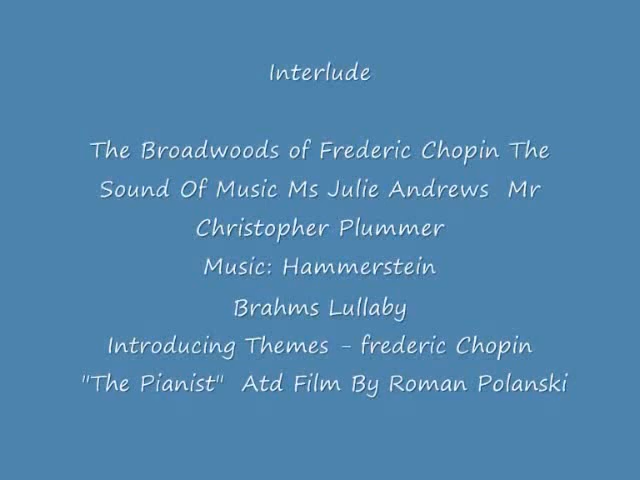 Interlude
The Broadwoods of Frederic Chopin The
Sound Of Music Ms Julie Andrews  Mr
Christopher Plummer
Music: Hammerstein
Brahms Lullaby
Introducing Themes - frederic Chopin
"The Pianist"  Atd Film By Roman Polanski